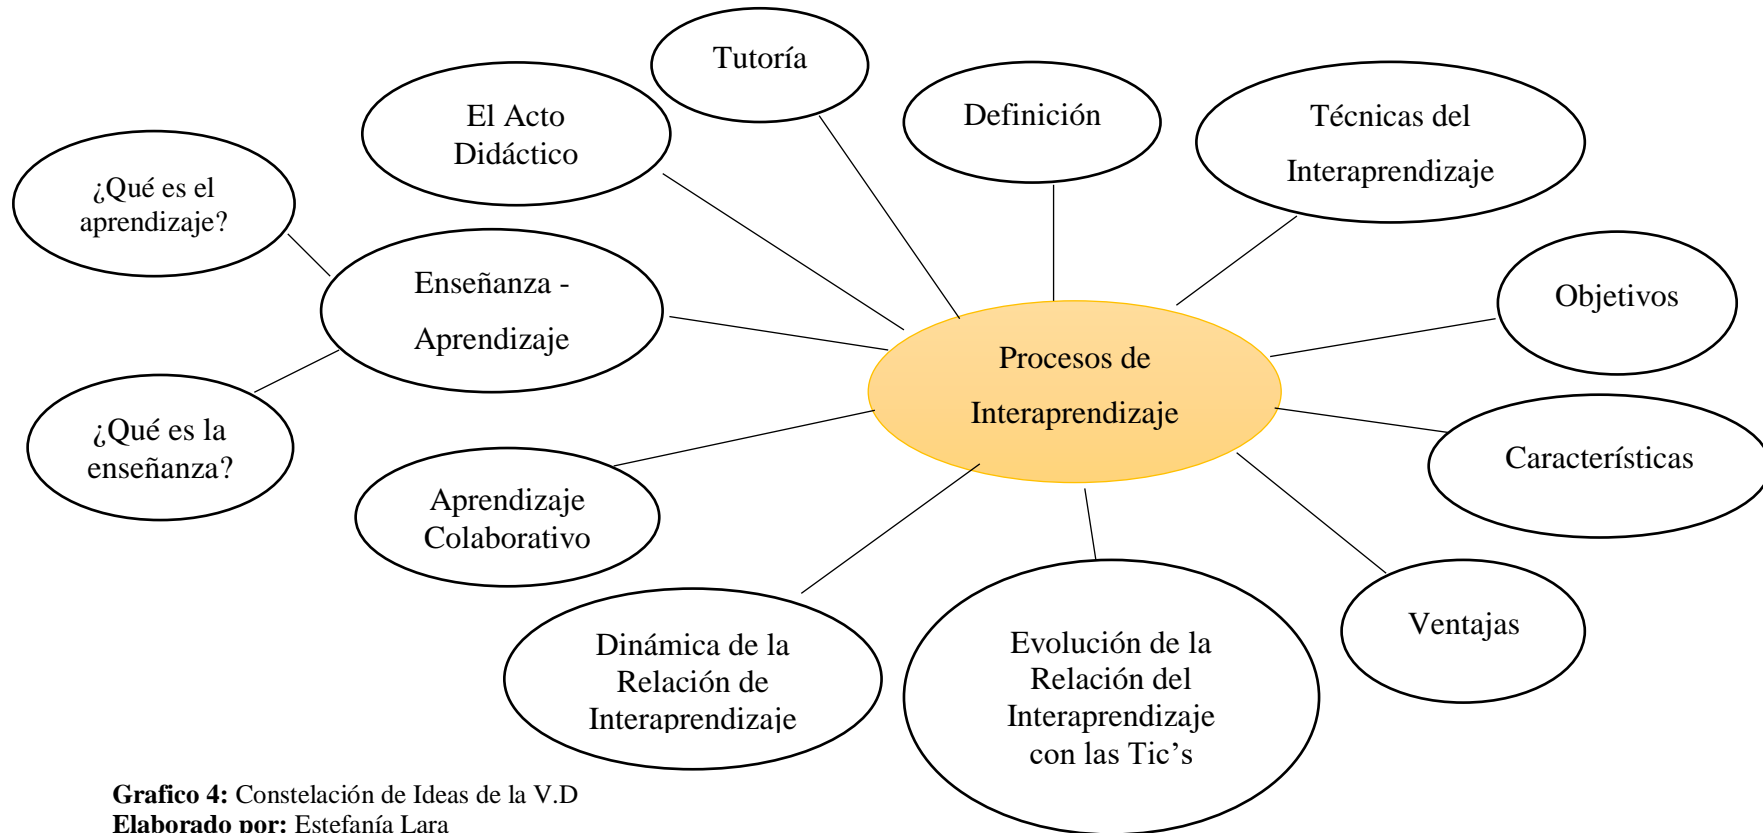 Tutoría
El Acto
Didáctico
Definición
Técnicas del
Interaprendizaje
¿Qué es el
aprendizaje?
Enseñanza -
Aprendizaje
Objetivos
Procesos de
Interaprendizaje
¿Qué es la
enseñanza?
Características
Aprendizaje
Colaborativo
Ventajas
Dinámica de la
Relación de
Interaprendizaje
Evolución de la
Relación del
Interaprendizaje
con las Tic’s
Grafico 4: Constelación de Ideas de la V.D
Elaborado por: Estefanía Lara